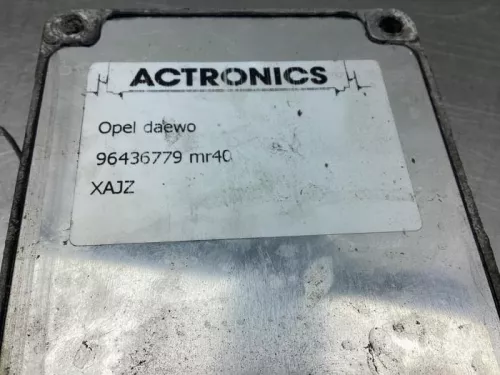 ACTRONICS
Opel daewo
96436779 mr40
XAJZ